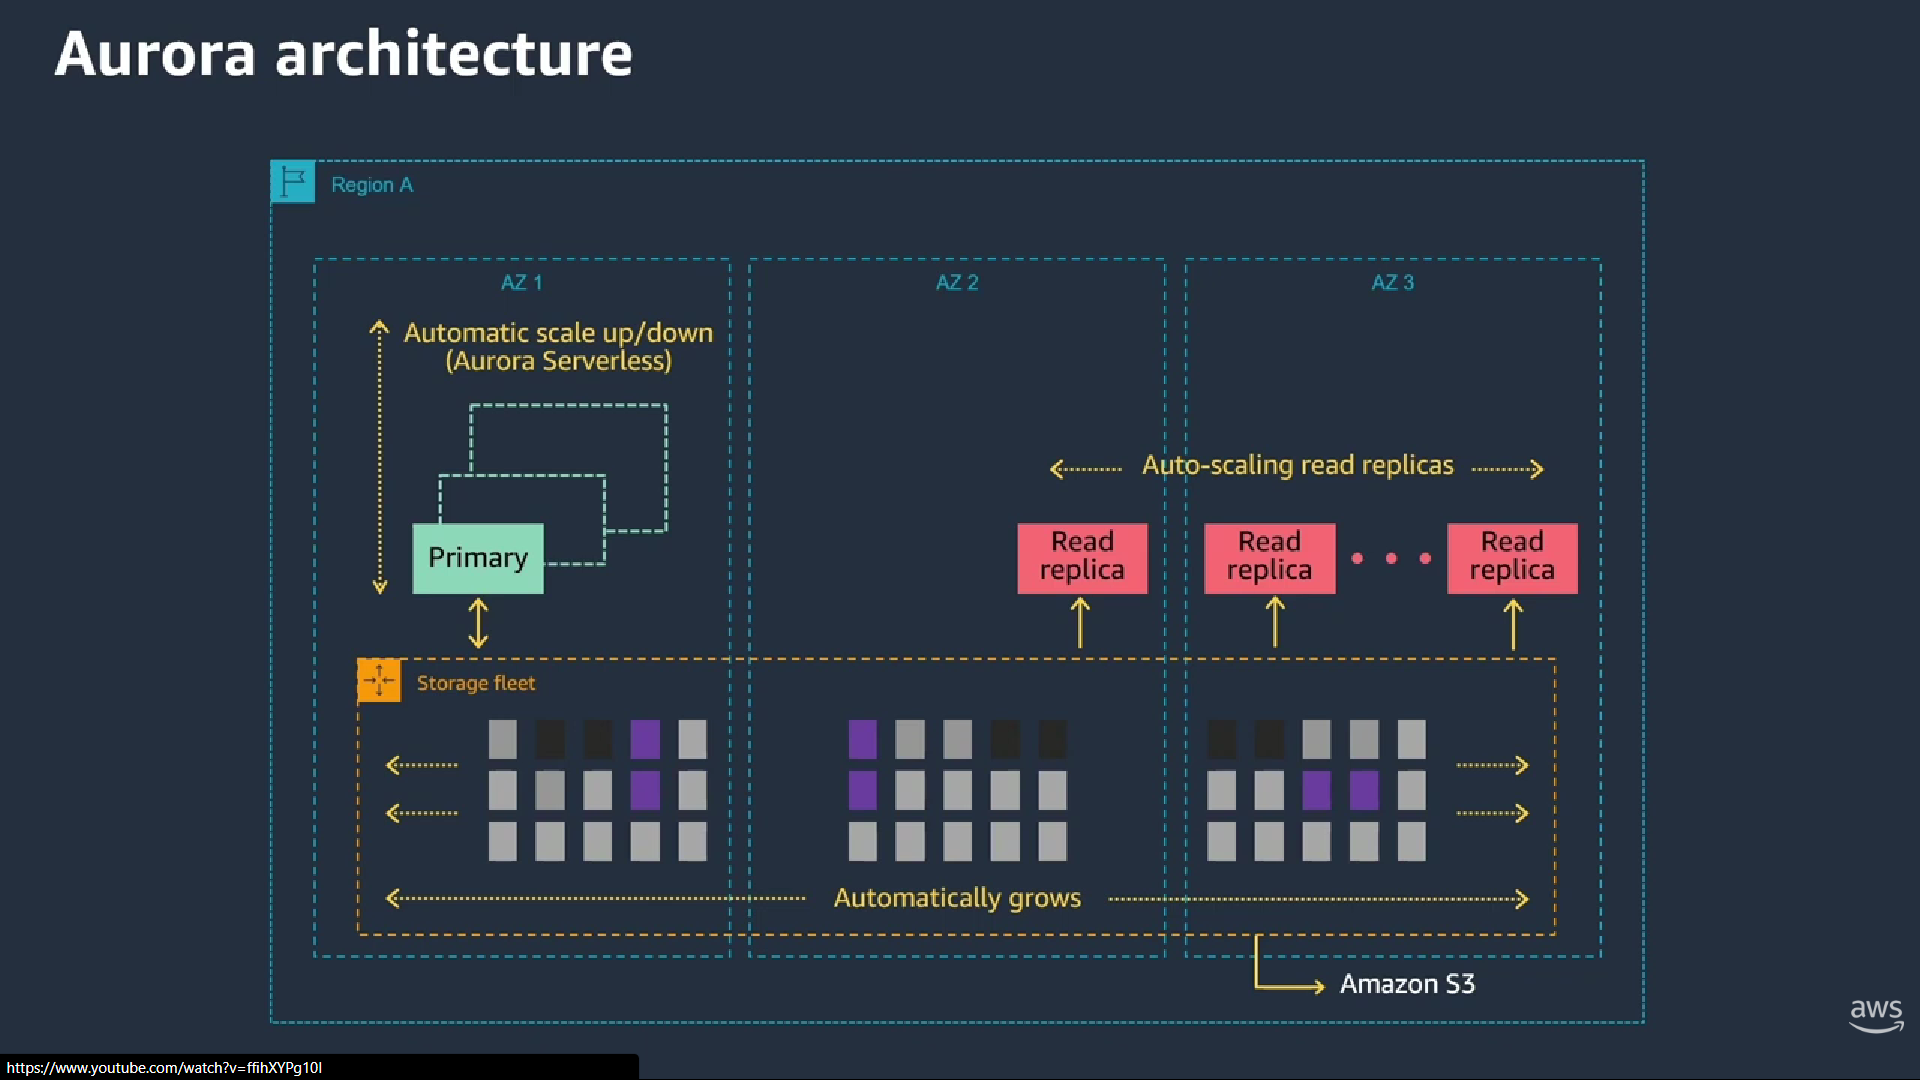 Aurora architecture
Region A
AZ 1
AZ 2
AZ 3
Automatic scale up/down
(Aurora Serverless)
Auto-scaling read replicas
Primary
Read
replica
Read
replica
Read
replica
Storage fleet
Automatically grows
Amazon S3
aws
https://www.youtube.com/watch?v=ffihXYPg10I